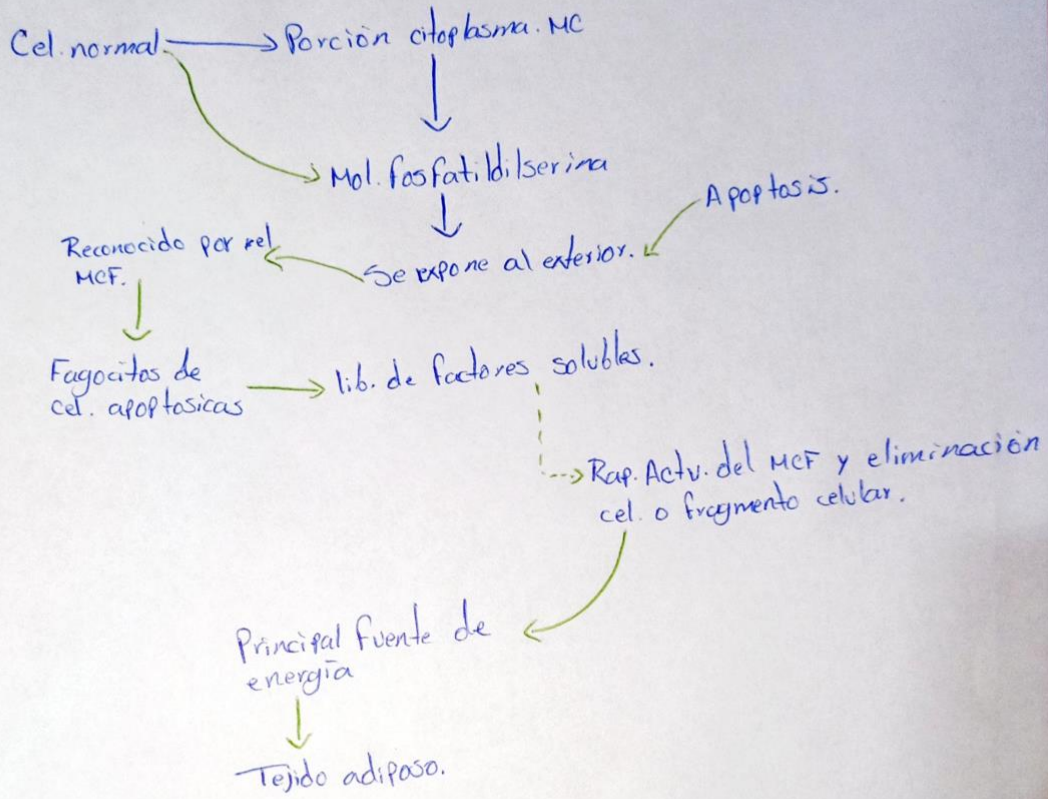 Cel. normal
Porción citoplasma. MC
Mol. fosfatildilserina
Apoptosis.
Reconocido por rel
MCF.
Se expone al exterior.
Fagocitos de
cel. apoptosicas
lib. de factores solubles.
Rap. Actv. del MCF y eliminación
cel. o fragmento celular.
Principal fuente de
energía
Tejido adiposo.